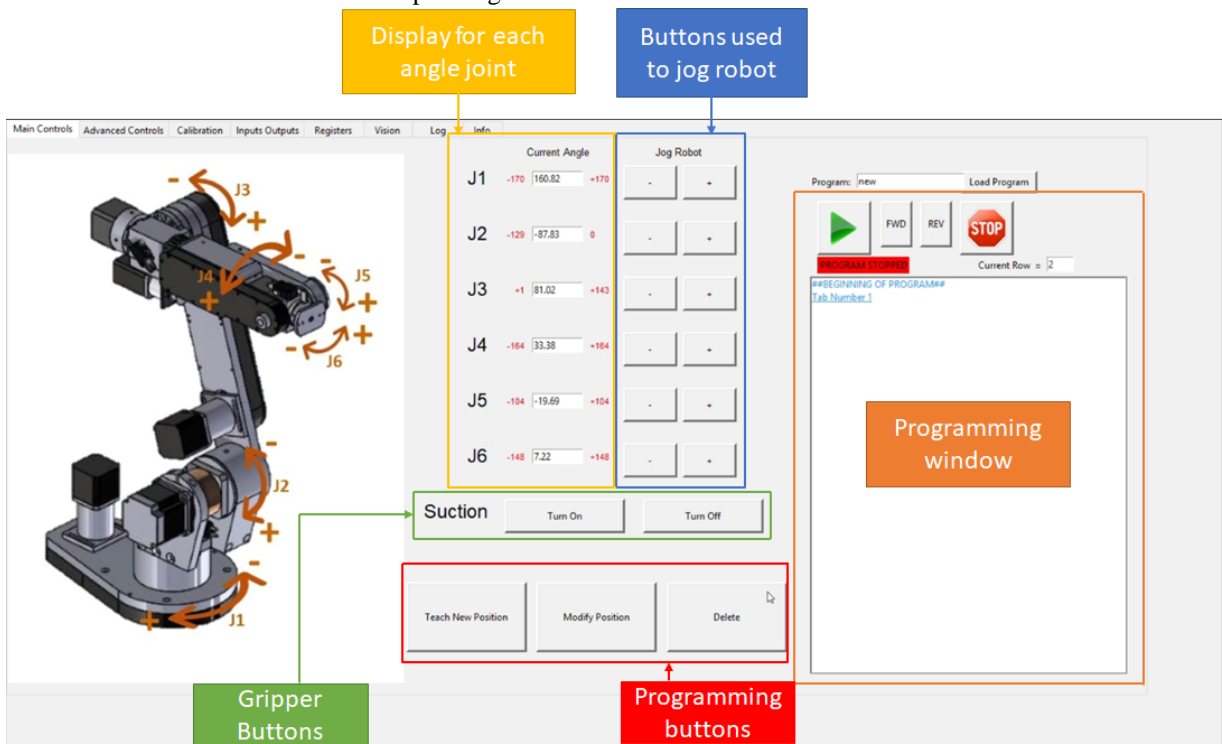 Display for each
angle joint
Buttons used
to jog robot
Main Controls Advanced Controls Calibration Inputs Outputs Registers Vision Log Info
Current Angle Jog Robot
J1 -170 160.82 +170 - +
J2 -129 -87.83 0 - +
J3 +1 81.02 +143 - +
J4 -164 33.38 +164 - +
J5 -104 -19.69 +104 - +
J6 -148 7.22 +148 - +
Suction Turn On Turn Off
Teach New Position Modify Position Delete
Program: new Load Program
FWD REV STOP
PROGRAM STOPPED Current Row = 2
##BEGINNING OF PROGRAM##
Tab Number 1
Programming
window
- J3
+
J4 - - J5
+ +
- + J6
- J2
+
-
+ J1
Gripper
Buttons
Programming
buttons